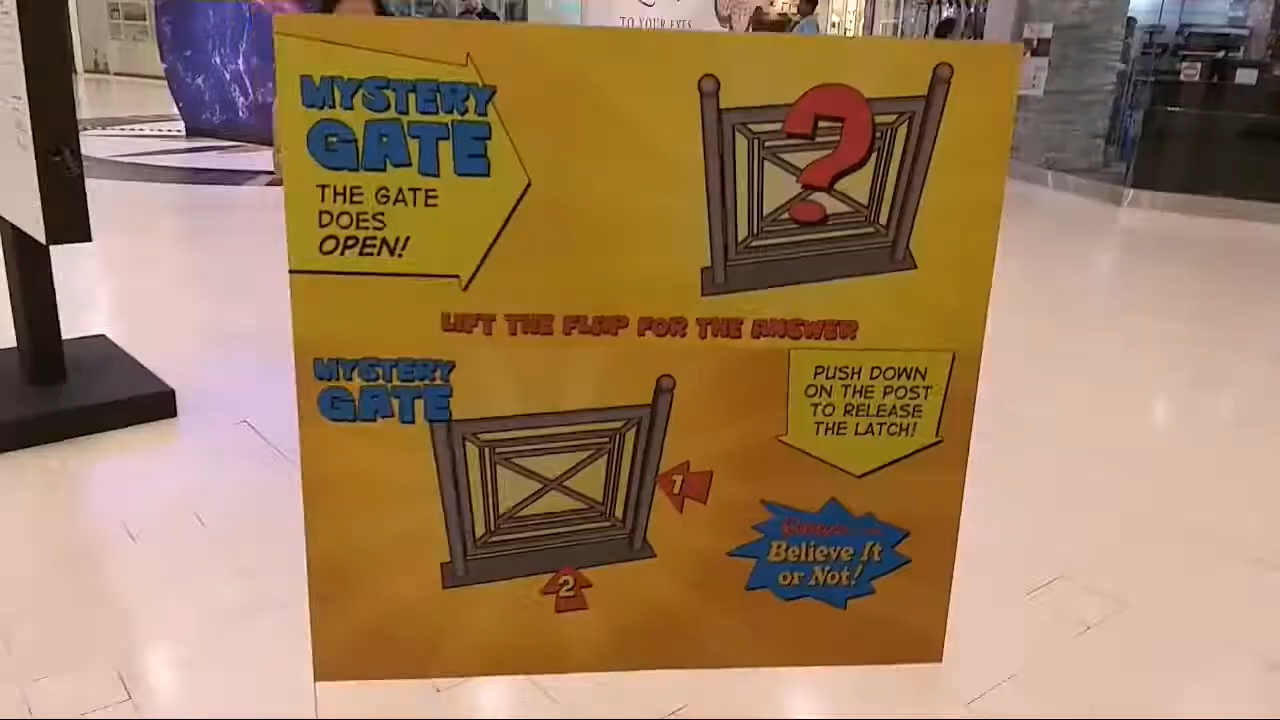 TO YOUR EYES
MYSTERY
GATE
THE GATE
DOES
OPEN!
?
LIFT THE FLAP FOR THE ANSWER
MYSTERY
GATE
PUSH DOWN
ON THE POST
TO RELEASE
THE LATCH!
1
2
Believe It
or Not!